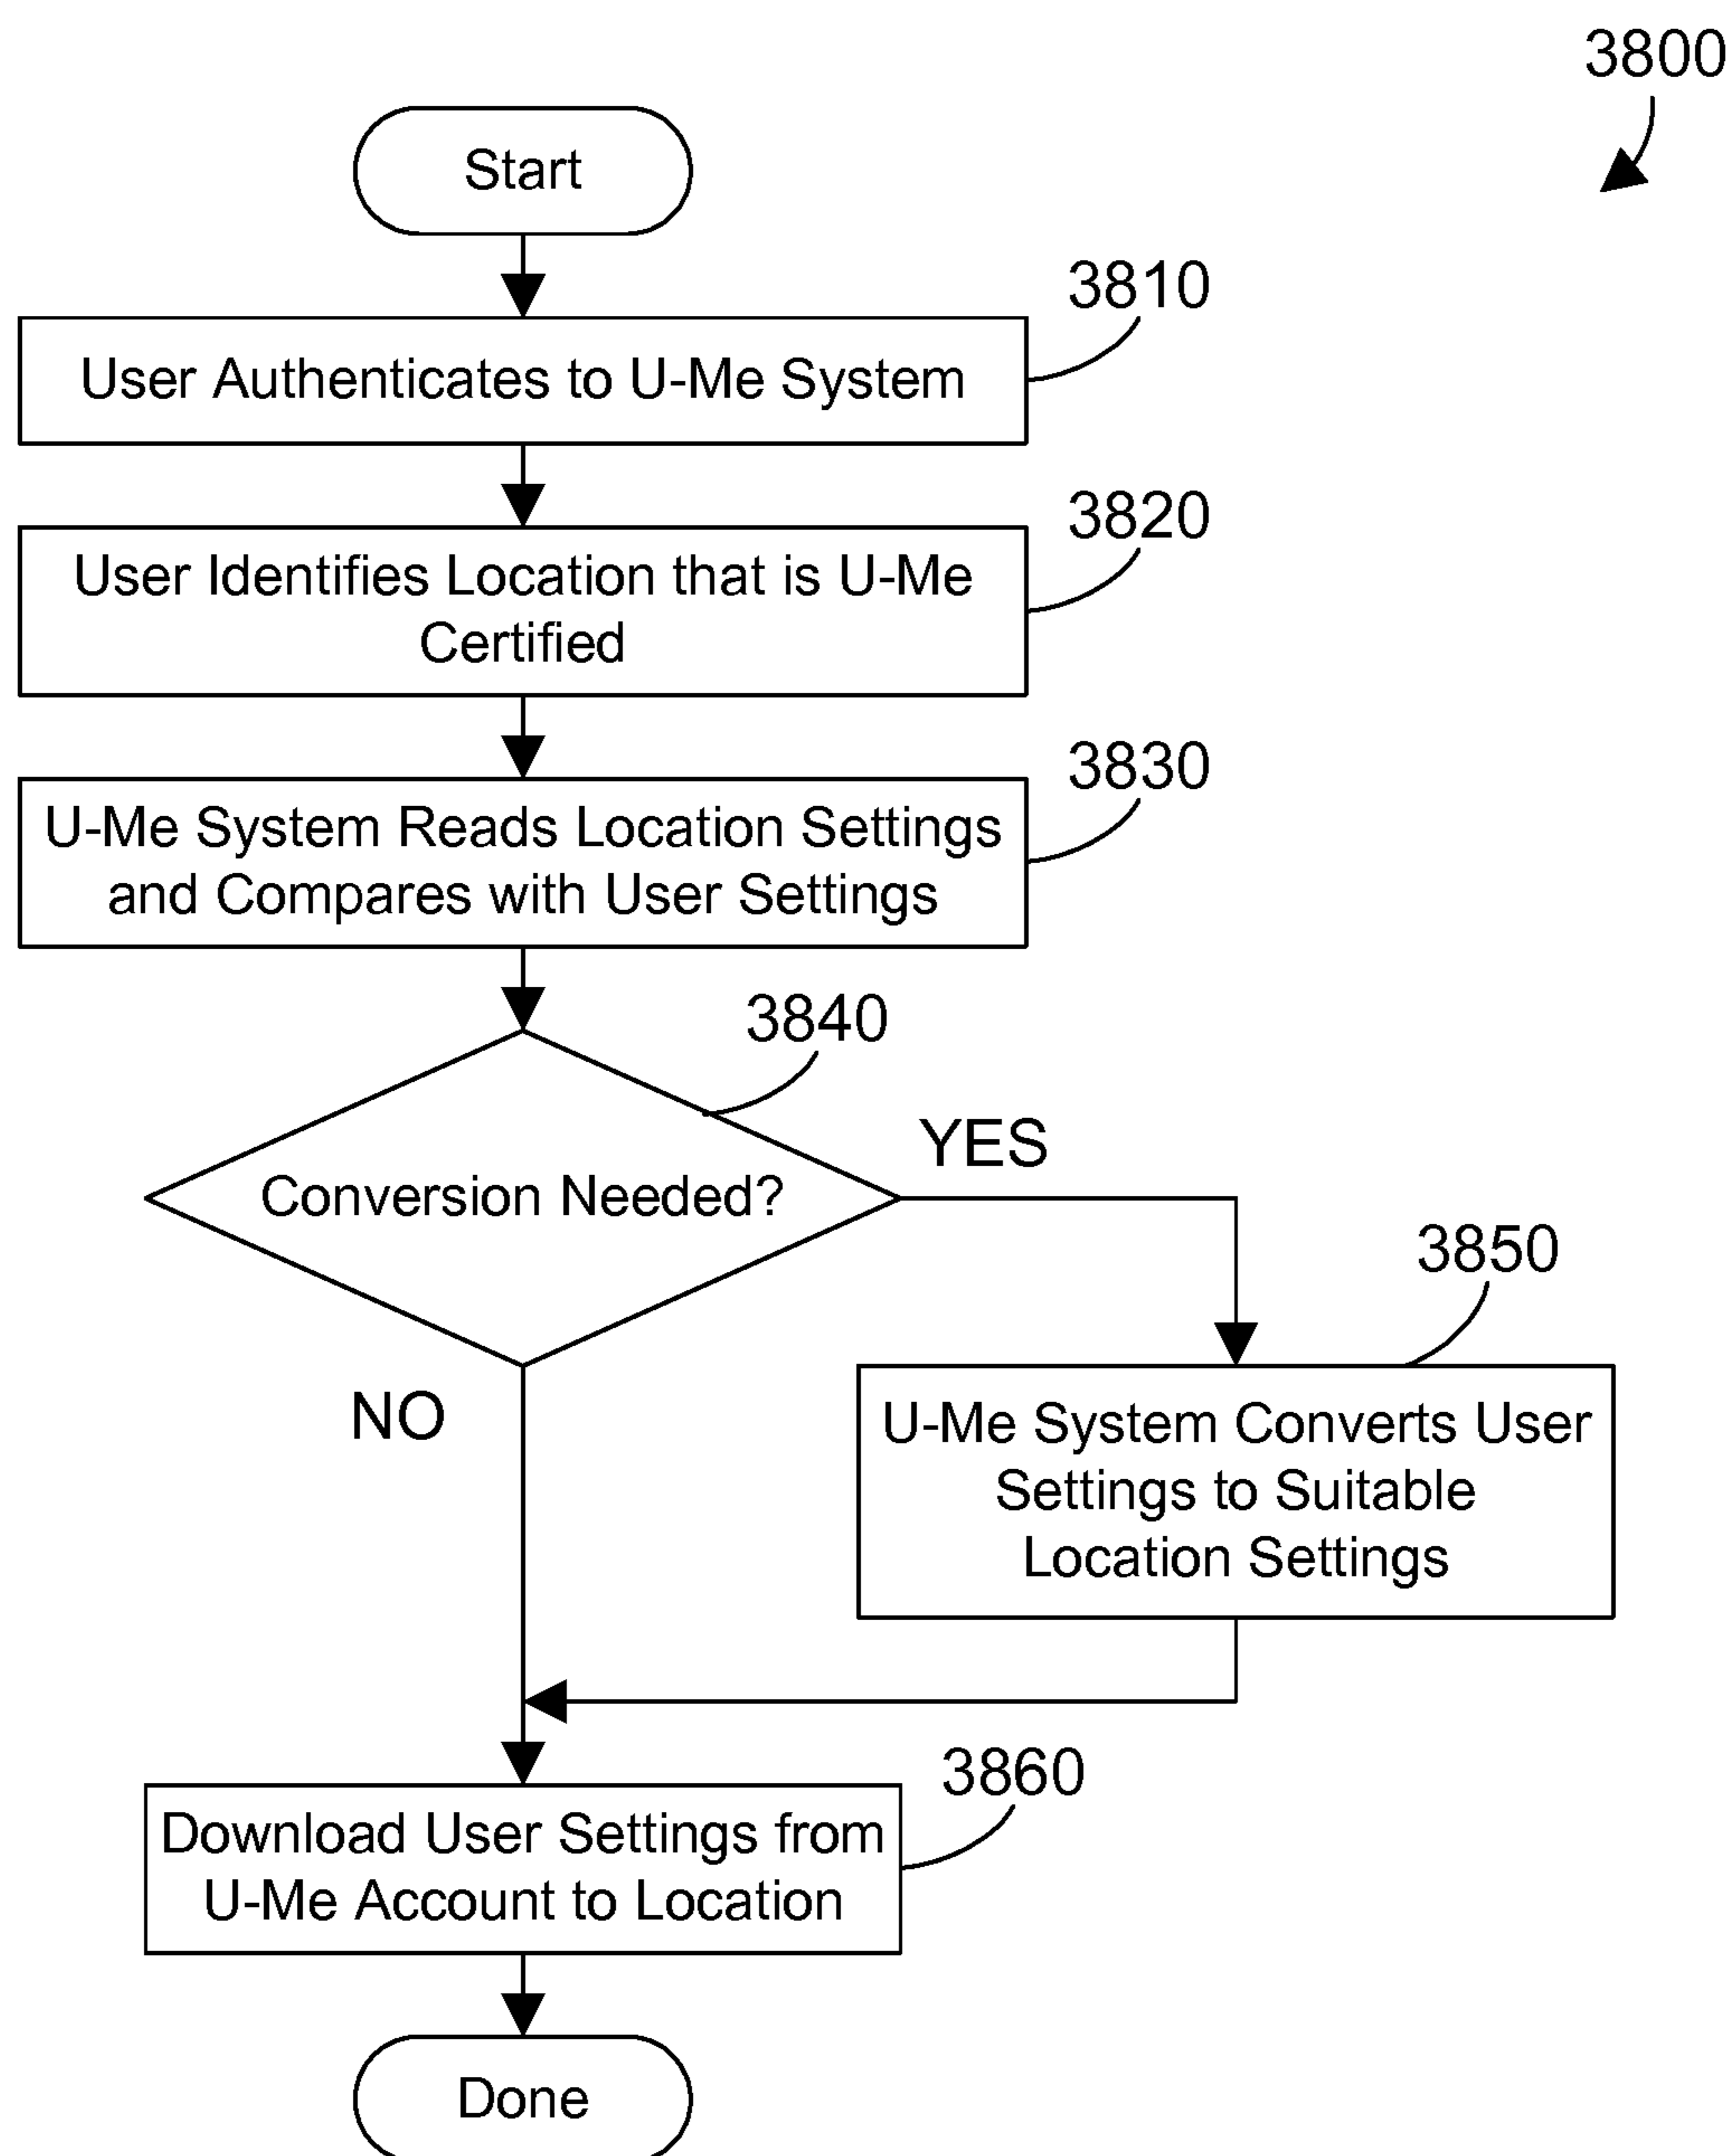 3800
Start
3810
User Authenticates to U-Me System
3820
User Identifies Location that is U-Me
Certified
3830
U-Me System Reads Location Settings
and Compares with User Settings
3840
Conversion Needed?
YES
NO
3850
U-Me System Converts User
Settings to Suitable
Location Settings
3860
Download User Settings from
U-Me Account to Location
Done